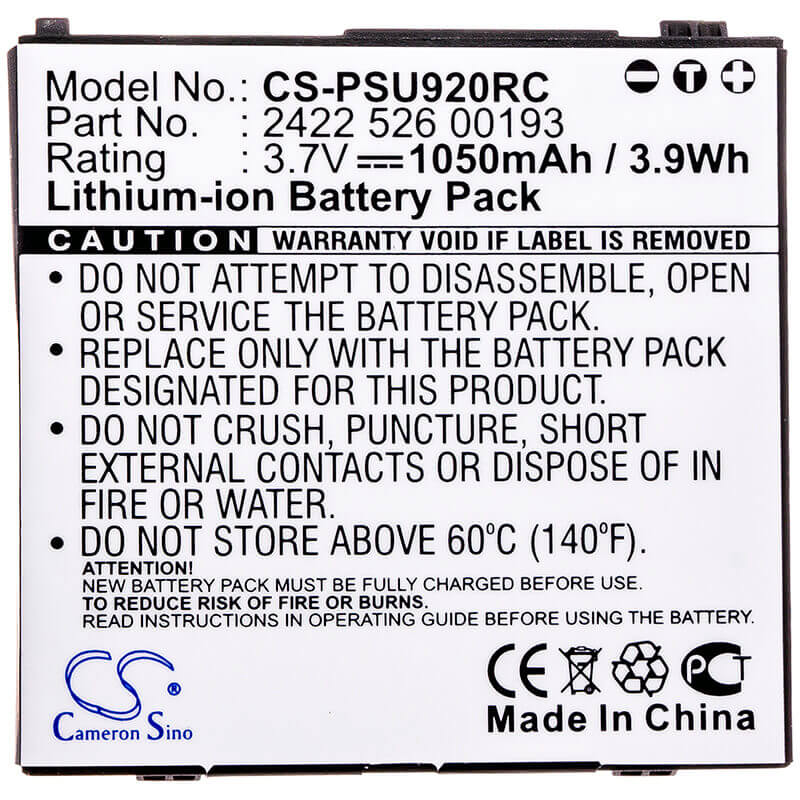 Model No.: CS-PSU920RC - T +
Part No. : 2422 526 00193
Rating : 3.7V 1050mAh / 3.9Wh
Lithium-ion Battery Pack
CAUTION WARRANTY VOID IF LABEL IS REMOVED
• DO NOT ATTEMPT TO DISASSEMBLE, OPEN
OR SERVICE THE BATTERY PACK.
• REPLACE ONLY WITH THE BATTERY PACK
DESIGNATED FOR THIS PRODUCT.
• DO NOT CRUSH, PUNCTURE, SHORT
EXTERNAL CONTACTS, OR DISPOSE OF IN
FIRE OR WATER.
• DO NOT STORE ABOVE 60ºC (140ºF).
ATTENTION!
NEW BATTERY PACK MUST BE FULLY CHARGED BEFORE USE.
TO REDUCE RISK OF FIRE OR BURNS.
READ INSTRUCTIONS IN OPERATING GUIDE BEFORE USING THE BATTERY.
CS®
Cameron Sino
CE PCT
Made In China